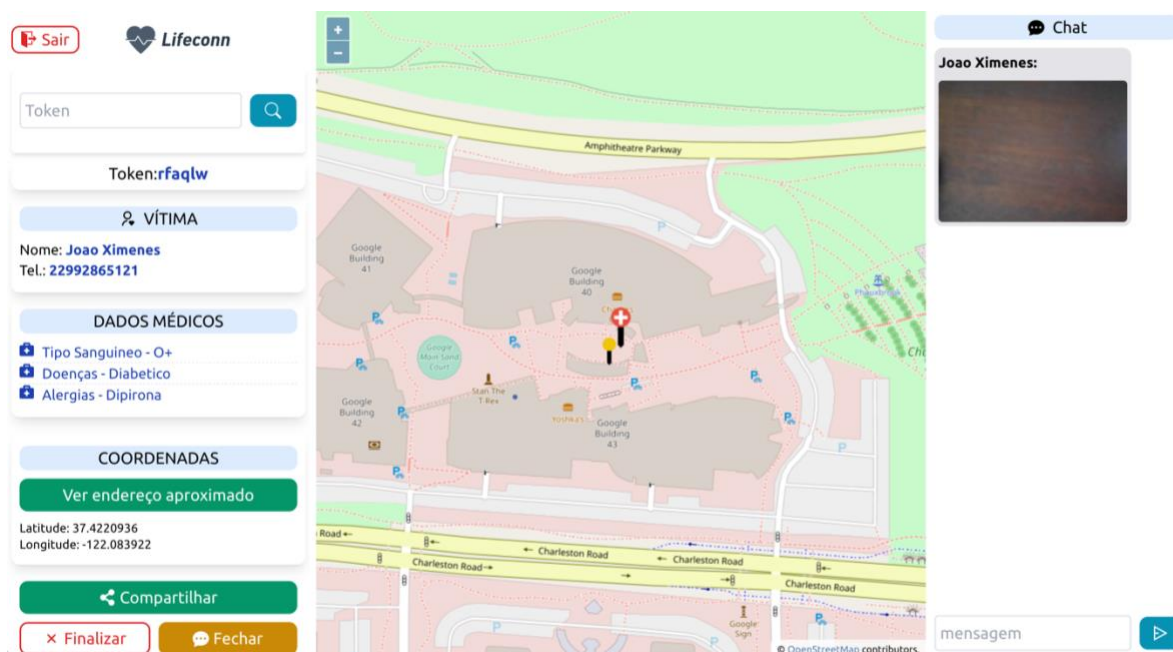 Sair
Lifeconn
Token
Token:rfaqlw
VÍTIMA
Nome: Joao Ximenes
Tel.: 22992865121
DADOS MÉDICOS
Tipo Sanguineo - O+
Doenças - Diabetico
Alergias - Dipirona
COORDENADAS
Ver endereço aproximado
Latitude: 37.4220936
Longitude: -122.083922
Compartilhar
× Finalizar
Fechar
+
−
Amphitheatre Parkway
P
Google
Building
41
Google
Building
40
Google
Main Sand
Court
Stan The
T Rex
Yoshka's
Google
Building
42
Google
Building
43
P
Road
Charleston Road
Charleston Road
Charleston Road
Charleston Road
Google
Sign
P
P
© OpenStreetMap contributors.
Chat
Joao Ximenes:
mensagem